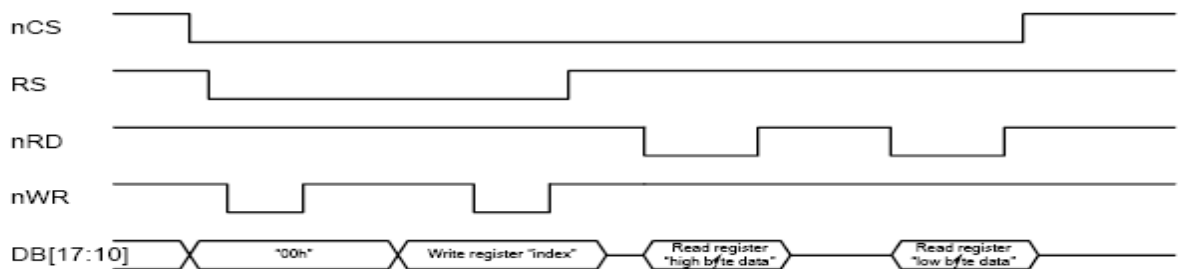 nCS
RS
nRD
nWR
DB[17:10]
"00h"
Write register "index"
Read register
"high byte data"
Read register
"low byte data"